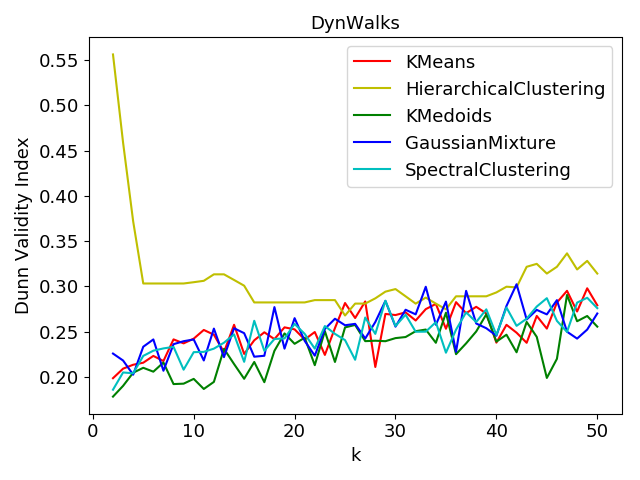 DynWalks
Dunn Validity Index
0.55
0.50
0.45
0.40
0.35
0.30
0.25
0.20
KMeans
HierarchicalClustering
KMedoids
GaussianMixture
SpectralClustering
0 10 20 30 40 50
k